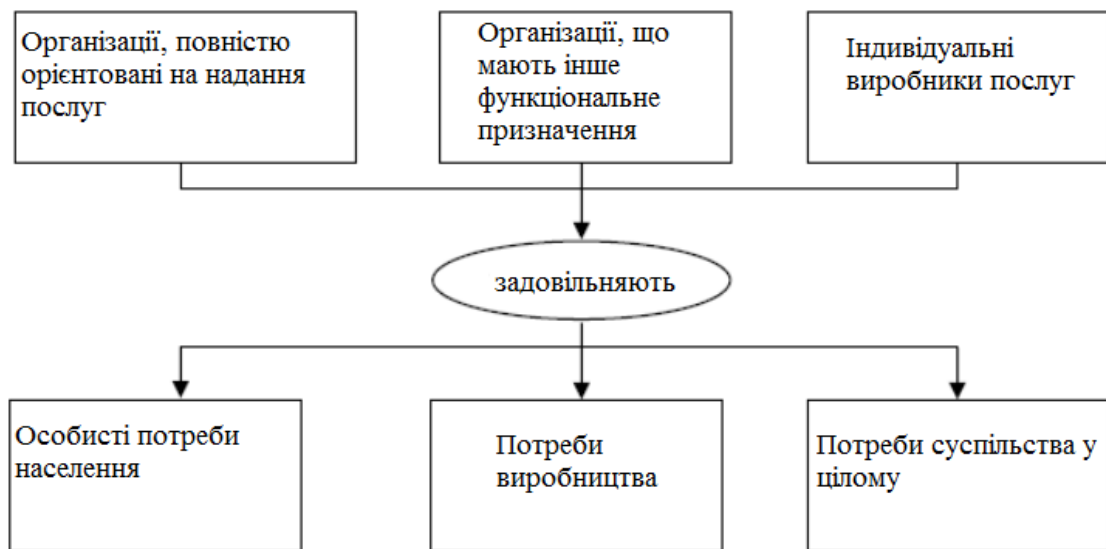 Організації, повністю
орієнтовані на надання
послуг
Організації, що
мають інше
функціональне
призначення
Індивідуальні
виробники послуг
задовільняють
Особисті потреби
населення
Потреби
виробництва
Потреби суспільства у
цілому